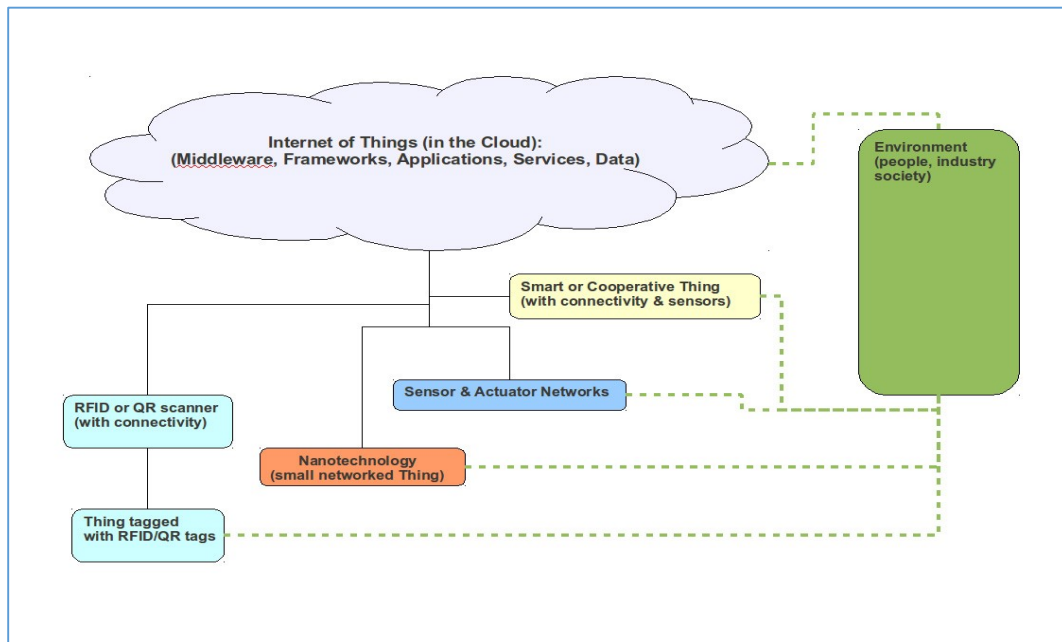 Internet of Things (in the Cloud):
(Middleware, Frameworks, Applications, Services, Data)
Environment
(people, industry
society)
Smart or Cooperative Thing
(with connectivity & sensors)
Sensor & Actuator Networks
RFID or QR scanner
(with connectivity)
Nanotechnology
(small networked Thing)
Thing tagged
with RFID/QR tags